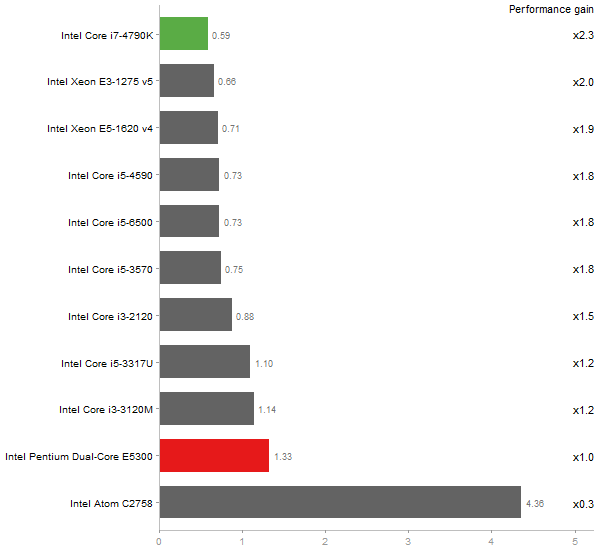 Performance gain
Intel Core i7-4790K 0.59 x2.3
Intel Xeon E3-1275 v5 0.66 x2.0
Intel Xeon E5-1620 v4 0.71 x1.9
Intel Core i5-4590 0.73 x1.8
Intel Core i5-6500 0.73 x1.8
Intel Core i5-3570 0.75 x1.8
Intel Core i3-2120 0.88 x1.5
Intel Core i5-3317U 1.10 x1.2
Intel Core i3-3120M 1.14 x1.2
Intel Pentium Dual-Core E5300 1.33 x1.0
Intel Atom C2758 4.36 x0.3
0 1 2 3 4 5